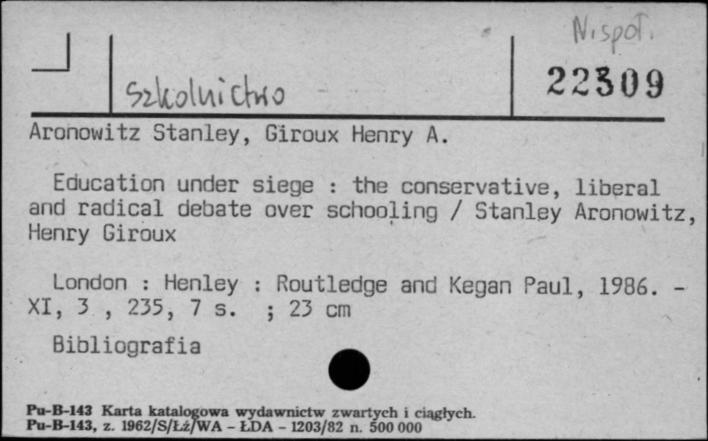 N. społ.
szkolnictwo
22309
Aronowitz Stanley, Giroux Henry A.
Education under siege : the conservative, liberal
and radical debate over schooling / Stanley Aronowitz,
Henry Giroux
London : Henley : Routledge and Kegan Paul, 1986. -
XI, 3 , 235, 7 s. ; 23 cm
Bibliografia
Pu-B-143 Karta katalogowa wydawnictw zwartych i ciągłych.
Pu-B-143, z. 1962/S/Łż/WA - ŁDA - 1203/82 n. 500 000